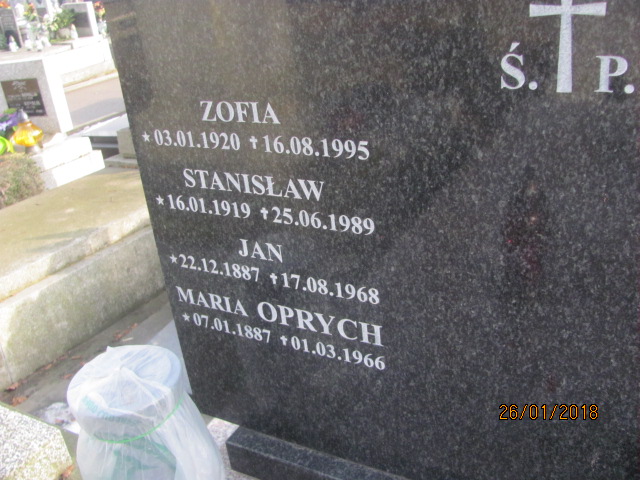 Ś. P.
ZOFIA
★03.01.1920 ✝16.08.1995
STANISŁAW
★16.01.1919 ✝25.06.1989
JAN
★22.12.1887 ✝17.08.1968
MARIA OPRYCH
★07.01.1887 ✝01.03.1966
26/01/2018